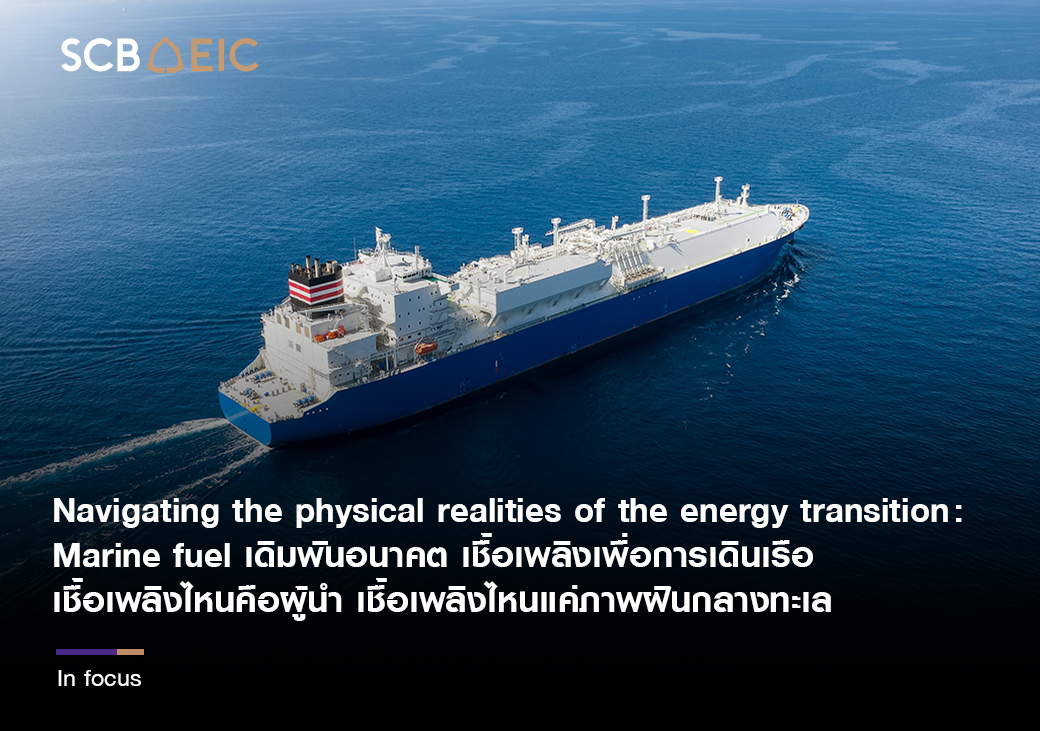 SCB EIC
Navigating the physical realities of the energy transition:
Marine fuel เดิมพันอนาคต เชื้อเพลิงเพื่อการเดินเรือ
เชื้อเพลิงไหนคือผู้นำ เชื้อเพลิงไหนแค่ภาพฝันกลางทะเล
In focus